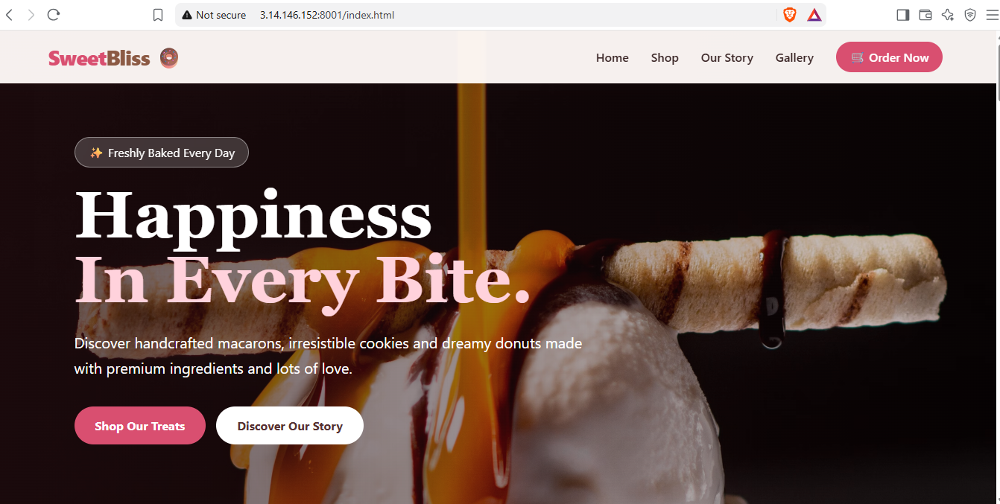 Not secure 3.14.146.152:8001/index.html
SweetBliss
Home Shop Our Story Gallery 🛒 Order Now
✨ Freshly Baked Every Day
Happiness
In Every Bite.
Discover handcrafted macarons, irresistible cookies and dreamy donuts made
with premium ingredients and lots of love.
Shop Our Treats Discover Our Story